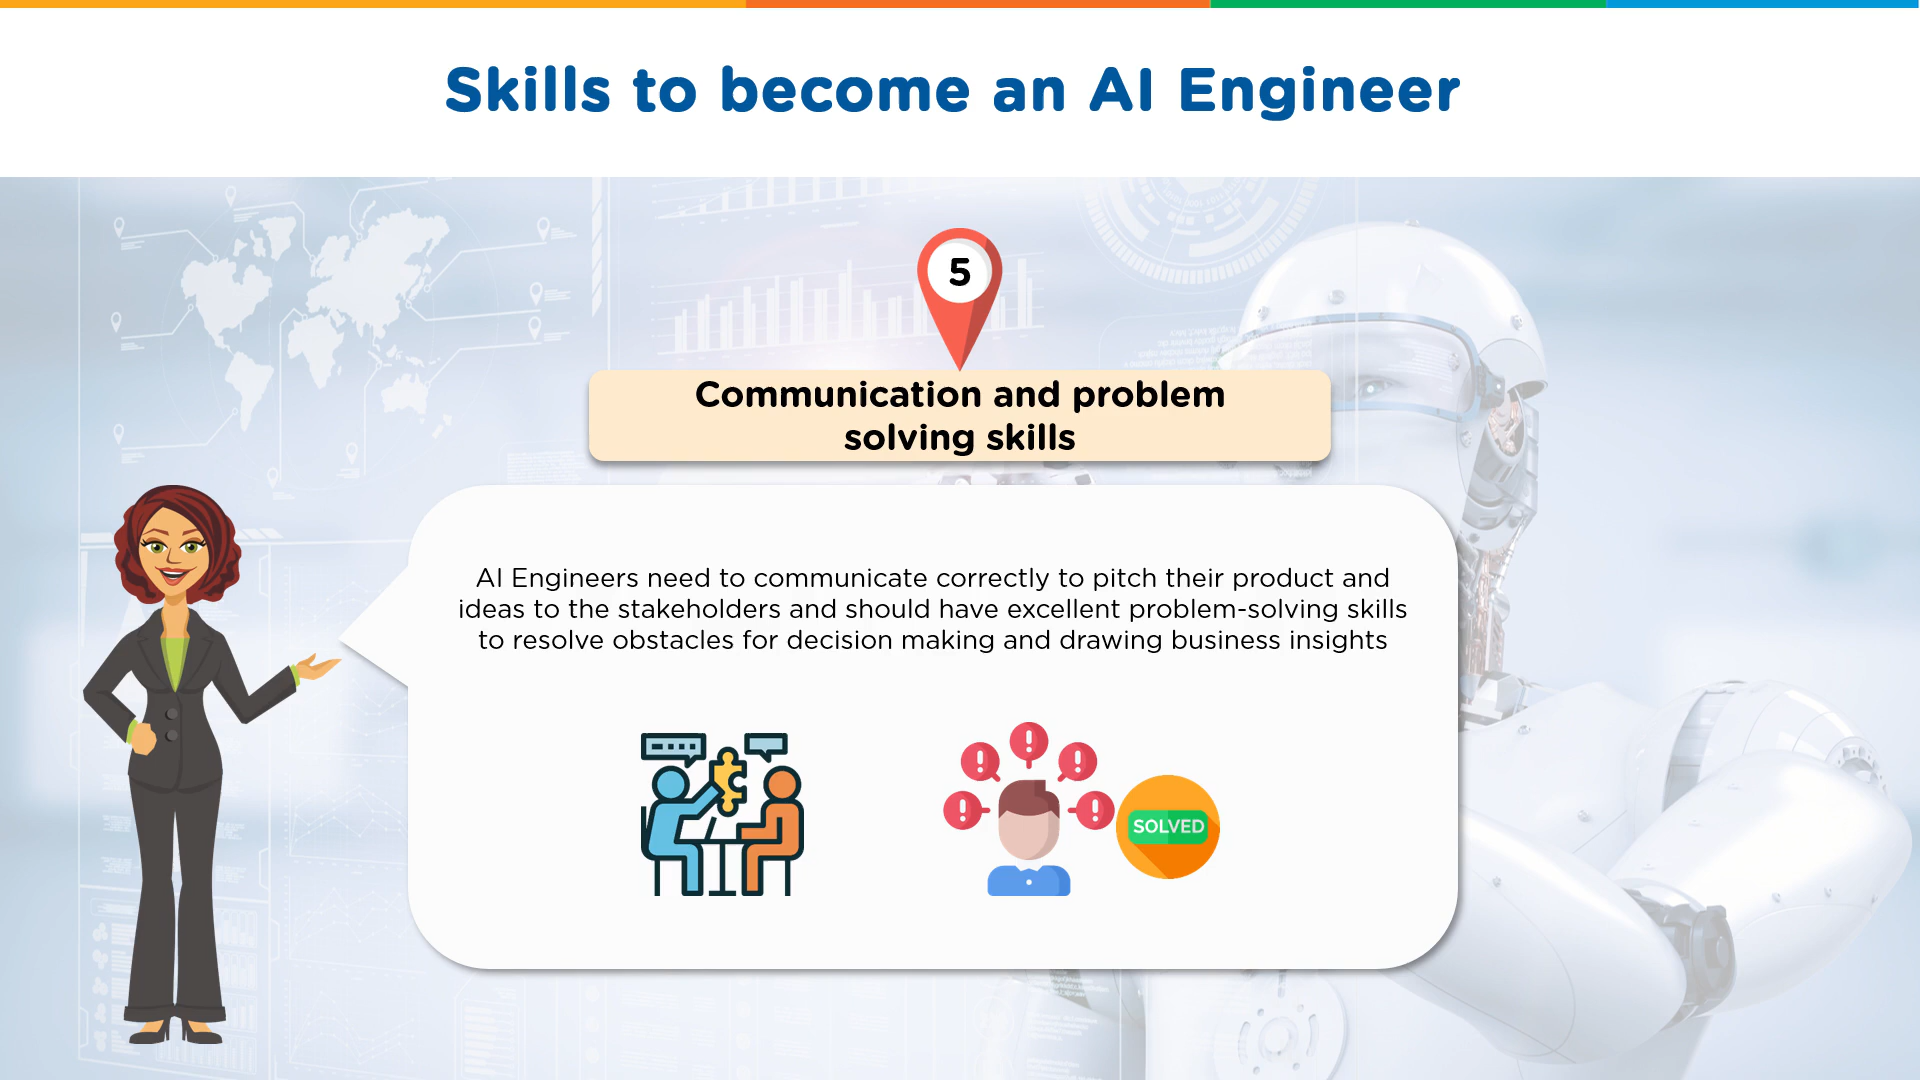 Skills to become an AI Engineer
5
Communication and problem
solving skills
AI Engineers need to communicate correctly to pitch their product and
ideas to the stakeholders and should have excellent problem-solving skills
to resolve obstacles for decision making and drawing business insights
SOLVED